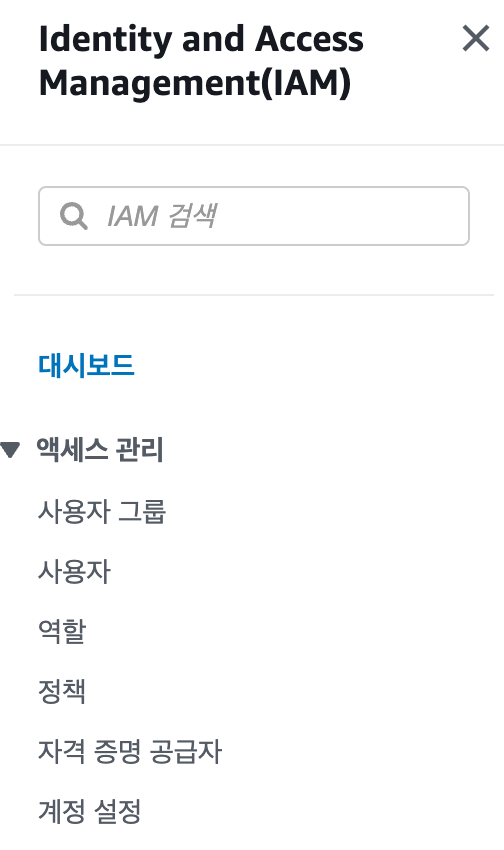 Identity and Access
Management(IAM)
IAM 검색
대시보드
액세스 관리
사용자 그룹
사용자
역할
정책
자격 증명 공급자
계정 설정